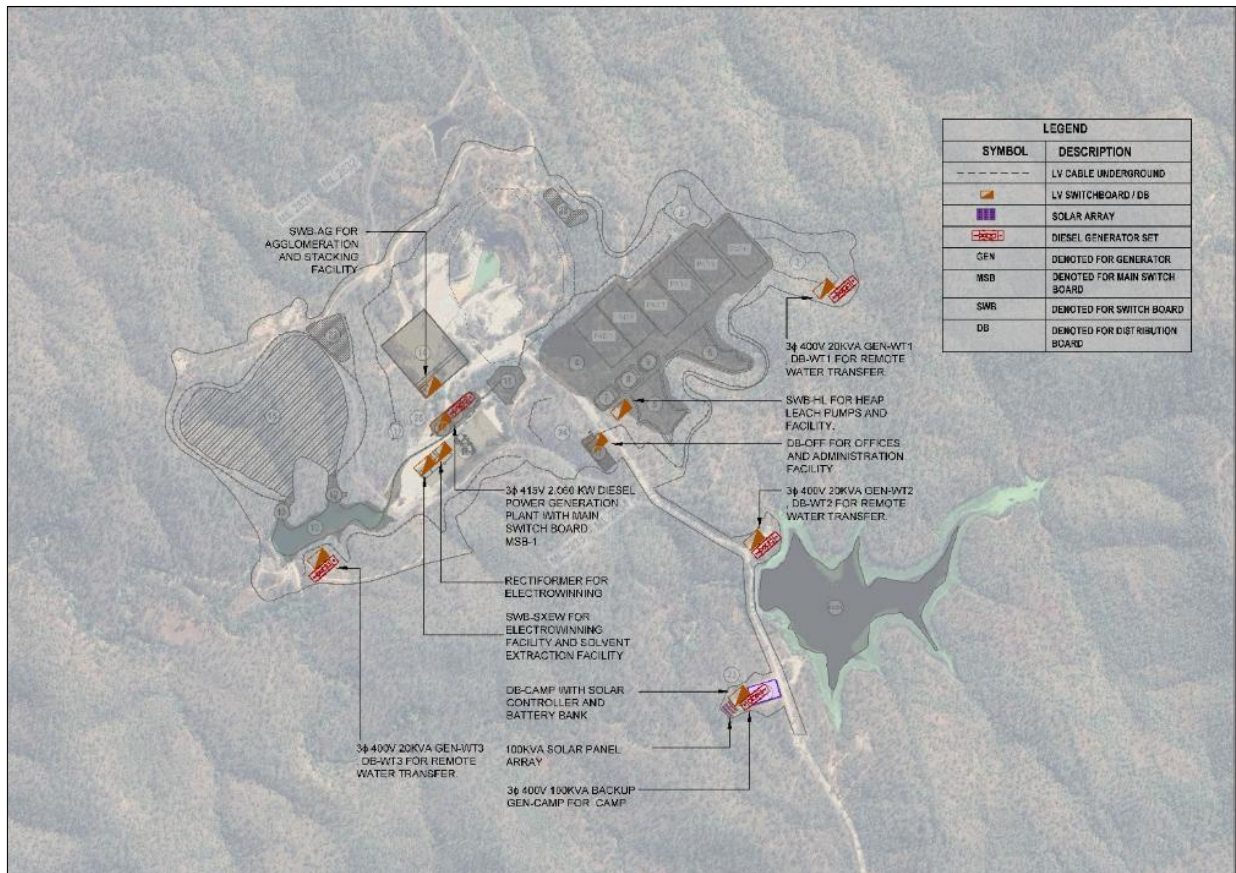 LEGEND
SYMBOL DESCRIPTION
LV CABLE UNDERGROUND
LV SWITCHBOARD / DB
SOLAR ARRAY
DIESEL GENERATOR SET
GEN DENOTED FOR GENERATOR
MSB DENOTED FOR MAIN SWITCH
BOARD
SWB DENOTED FOR SWITCH BOARD
DB DENOTED FOR DISTRIBUTION
BOARD
SWB-AG FOR
AGGLOMERATION
AND STACKING
FACILITY
3ϕ 400V 20KVA GEN-WT1
, DB-WT1 FOR REMOTE
WATER TRANSFER.
SWB-HL FOR HEAP
LEACH PUMPS AND
FACILITY.
DB-OFF FOR OFFICES
AND ADMINISTRATION
FACILITY
3ϕ 400V 20KVA GEN-WT2
, DB-WT2 FOR REMOTE
WATER TRANSFER.
3ϕ 415V 2,060 KW DIESEL
POWER GENERATION
PLANT WITH MAIN
SWITCH BOARD
MSB-1
RECTIFORMER FOR
ELECTROWINNING
SWB-SXEW FOR
ELECTROWINNING
FACILITY AND SOLVENT
EXTRACTION FACILITY
DB-CAMP WITH SOLAR
CONTROLLER AND
BATTERY BANK
3ϕ 400V 20KVA GEN-WT3
, DB-WT3 FOR REMOTE
WATER TRANSFER.
100KVA SOLAR PANEL
ARRAY
3ϕ 400V 100KVA BACKUP
GEN-CAMP FOR CAMP